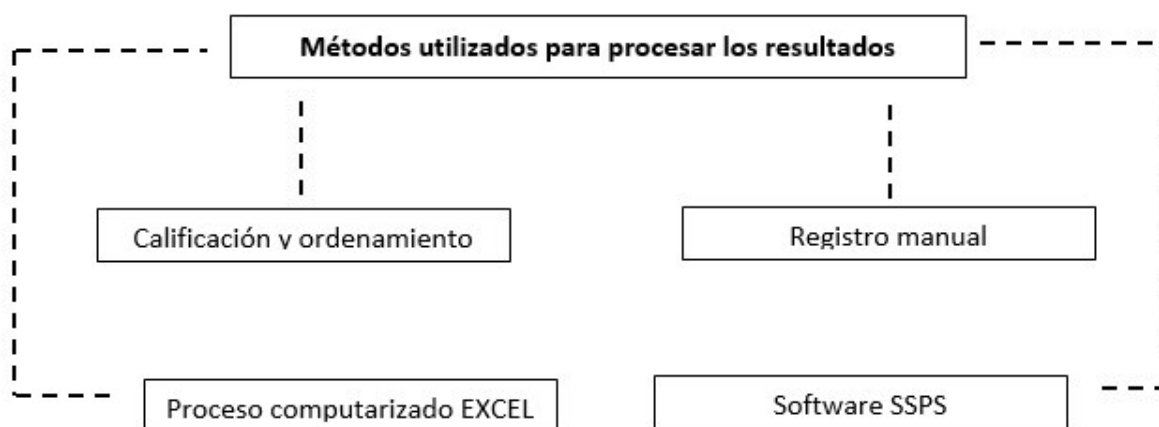 Métodos utilizados para procesar los resultados
Calificación y ordenamiento
Registro manual
Proceso computarizado EXCEL
Software SSPS